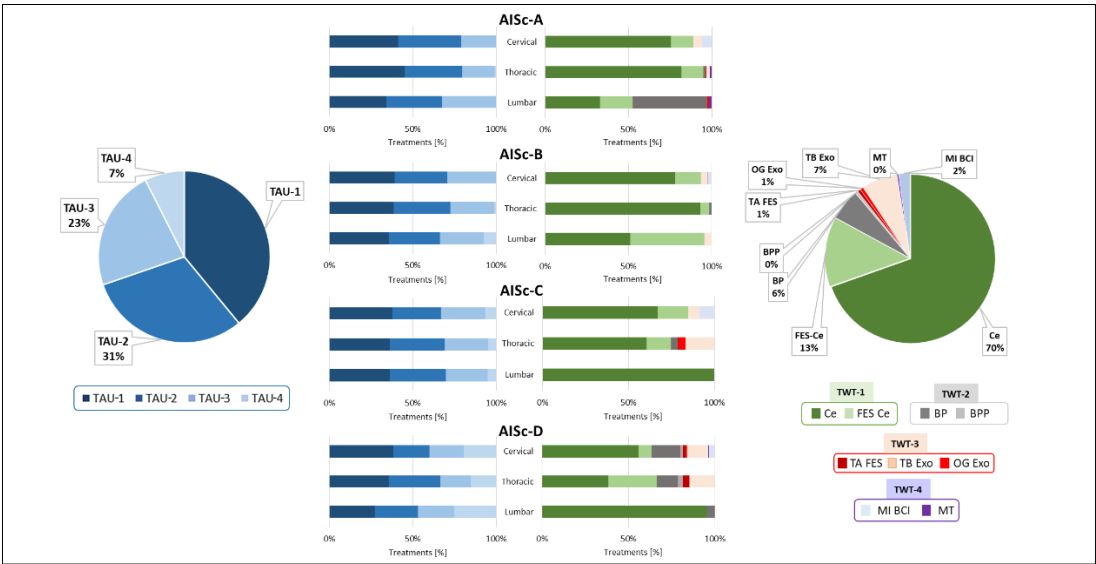 AISc-A
Cervical
Thoracic
Lumbar
0% 50% 100% 0% 50% 100%
Treatments [%] Treatments [%]
AISc-B
Cervical
Thoracic
Lumbar
0% 50% 100% 0% 50% 100%
Treatments [%] Treatments [%]
AISc-C
Cervical
Thoracic
Lumbar
0% 50% 100% 0% 50% 100%
Treatments [%] Treatments [%]
AISc-D
Cervical
Thoracic
Lumbar
0% 50% 100% 0% 50% 100%
Treatments [%] Treatments [%]
TAU-4
7%
TAU-1
TAU-3
23%
TAU-2
31%
TAU-1 TAU-2 TAU-3 TAU-4
MT
0%
MI BCI
2%
TB Exo
7%
OG Exo
1%
TA FES
1%
BPP
0%
BP
6%
FES-Ce
13%
Ce
70%
TWT-1
Ce FES Ce
TWT-2
BP BPP
TWT-3
TA FES TB Exo OG Exo
TWT-4
MI BCI MT